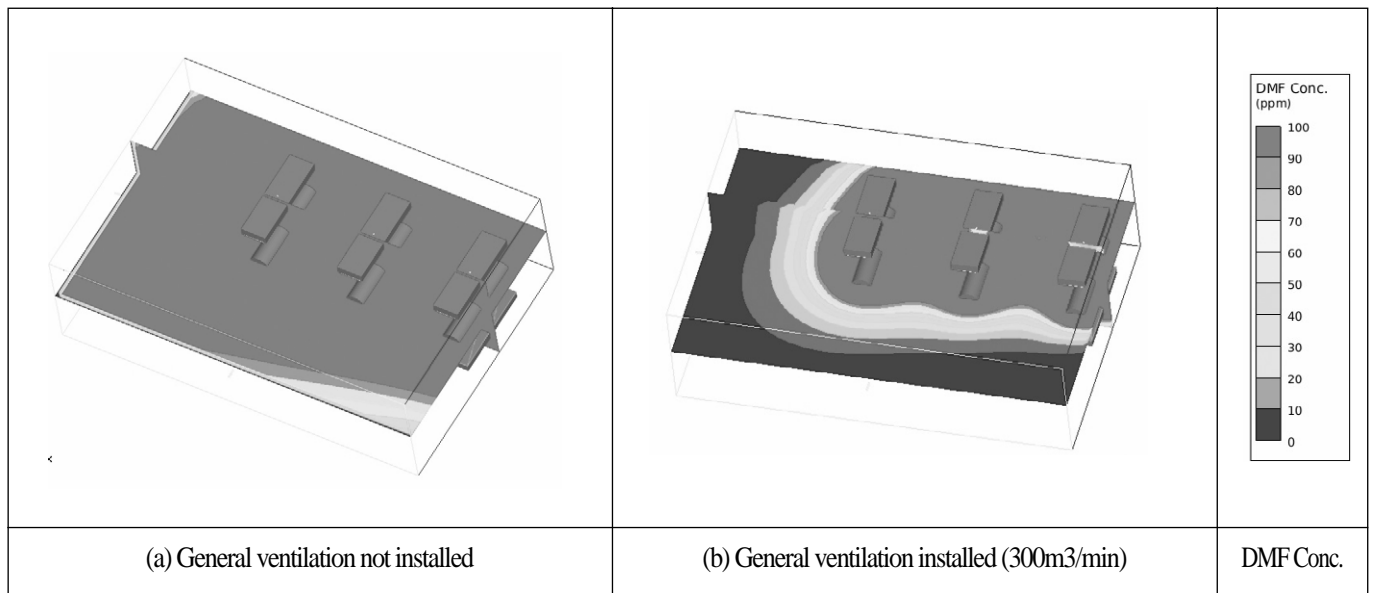 DMF Conc.
(ppm)
100
90
80
70
60
50
40
30
20
10
0
(a) General ventilation not installed
(b) General ventilation installed (300m3/min)
DMF Conc.